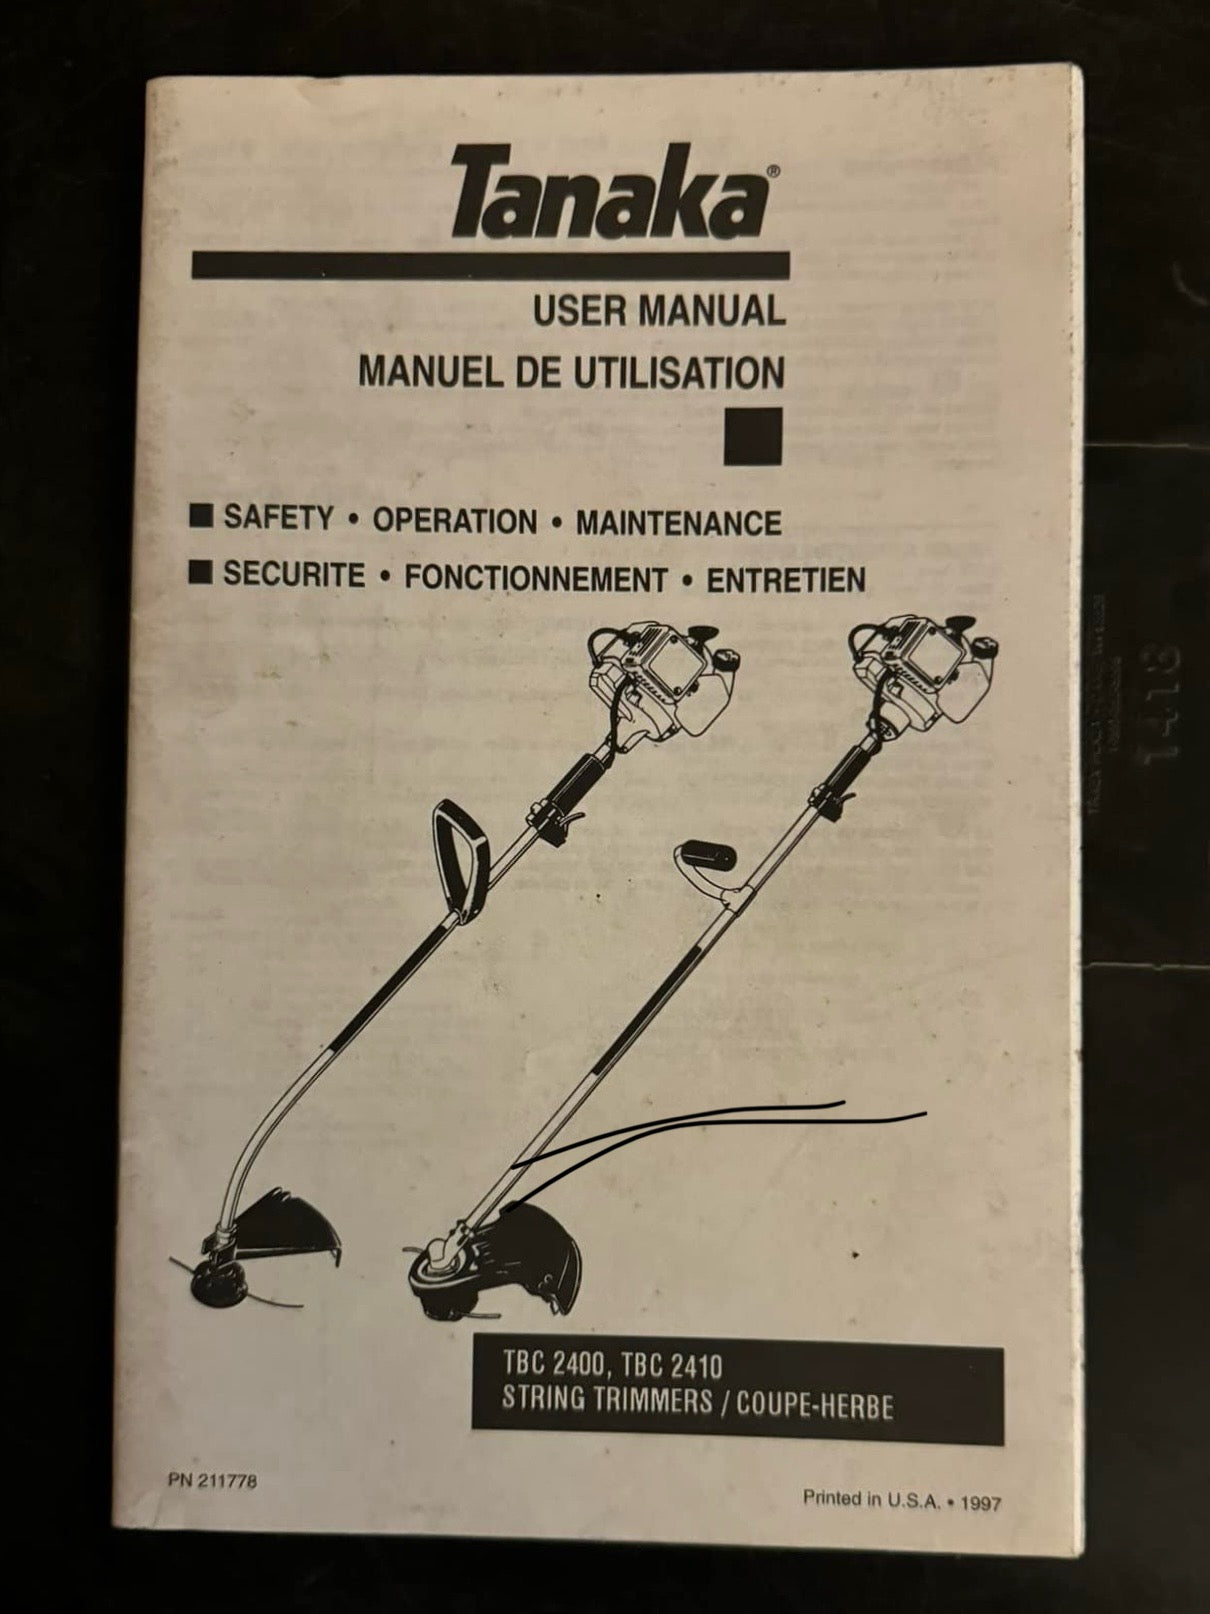 Tanaka®
USER MANUAL
MANUEL DE UTILISATION
■ SAFETY • OPERATION • MAINTENANCE
■ SECURITE • FONCTIONNEMENT • ENTRETIEN
TBC 2400, TBC 2410
STRING TRIMMERS / COUPE-HERBE
PN 211778
Printed in U.S.A. • 1997
1418